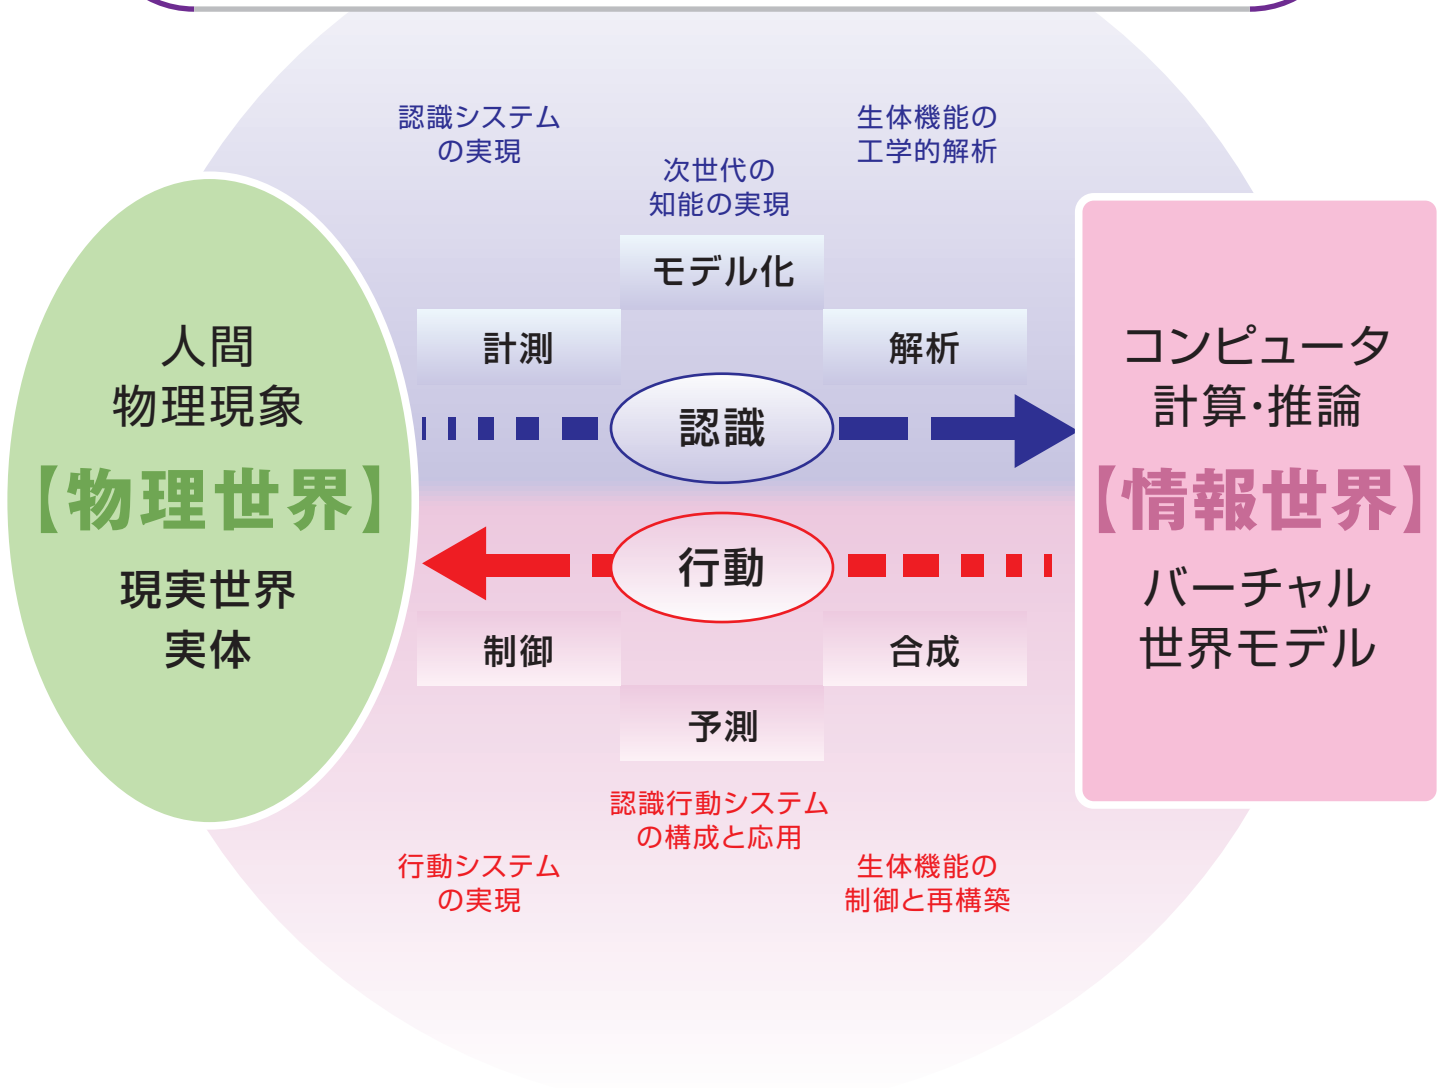 認識システム
の実現
生体機能の
工学的解析
次世代の
知能の実現
モデル化
計測
解析
認識
人間
物理現象
【物理世界】
現実世界
実体
コンピュータ
計算・推論
【情報世界】
バーチャル
世界モデル
行動
制御
合成
予測
認識行動システム
の構成と応用
行動システム
の実現
生体機能の
制御と再構築